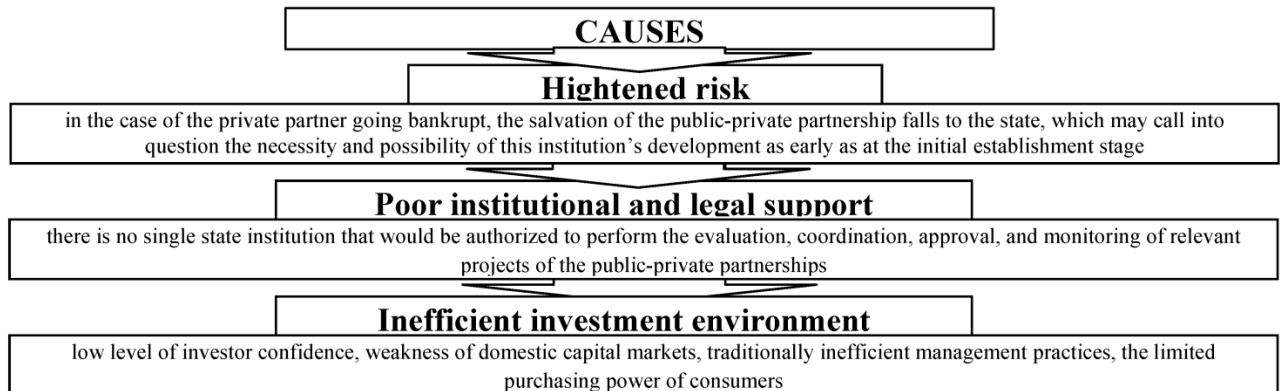 CAUSES
Hightened risk
in the case of the private partner going bankrupt, the salvation of the public-private partnership falls to the state, which may call into
question the necessity and possibility of this institution’s development as early as at the initial establishment stage
Poor institutional and legal support
there is no single state institution that would be authorized to perform the evaluation, coordination, approval, and monitoring of relevant
projects of the public-private partnerships
Inefficient investment environment
low level of investor confidence, weakness of domestic capital markets, traditionally inefficient management practices, the limited
purchasing power of consumers